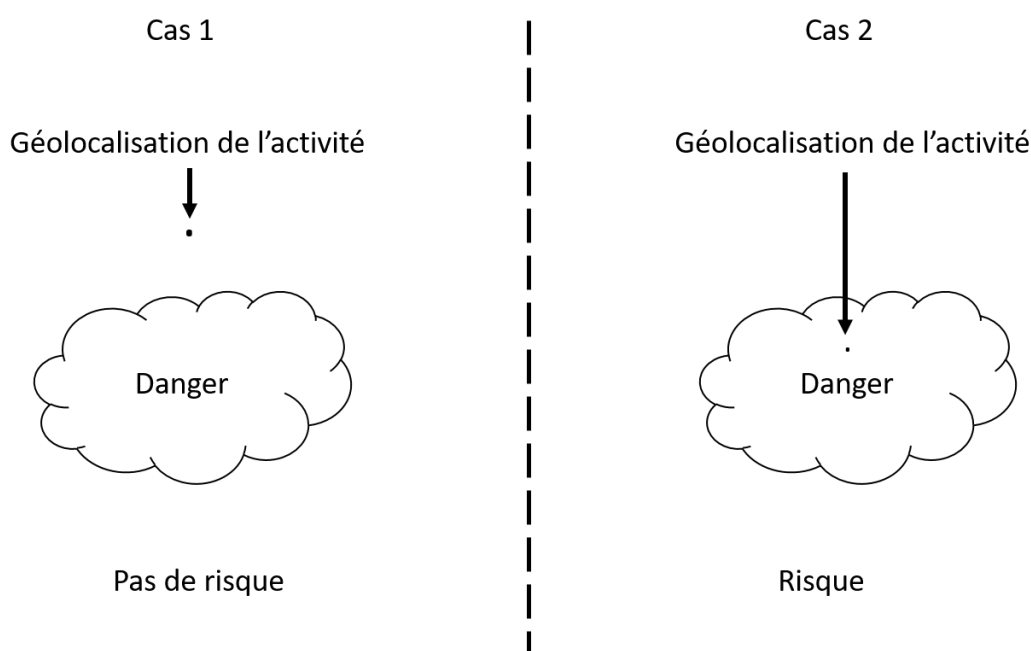 Cas 1
Géolocalisation de l’activité
Danger
Pas de risque
Cas 2
Géolocalisation de l’activité
Danger
Risque